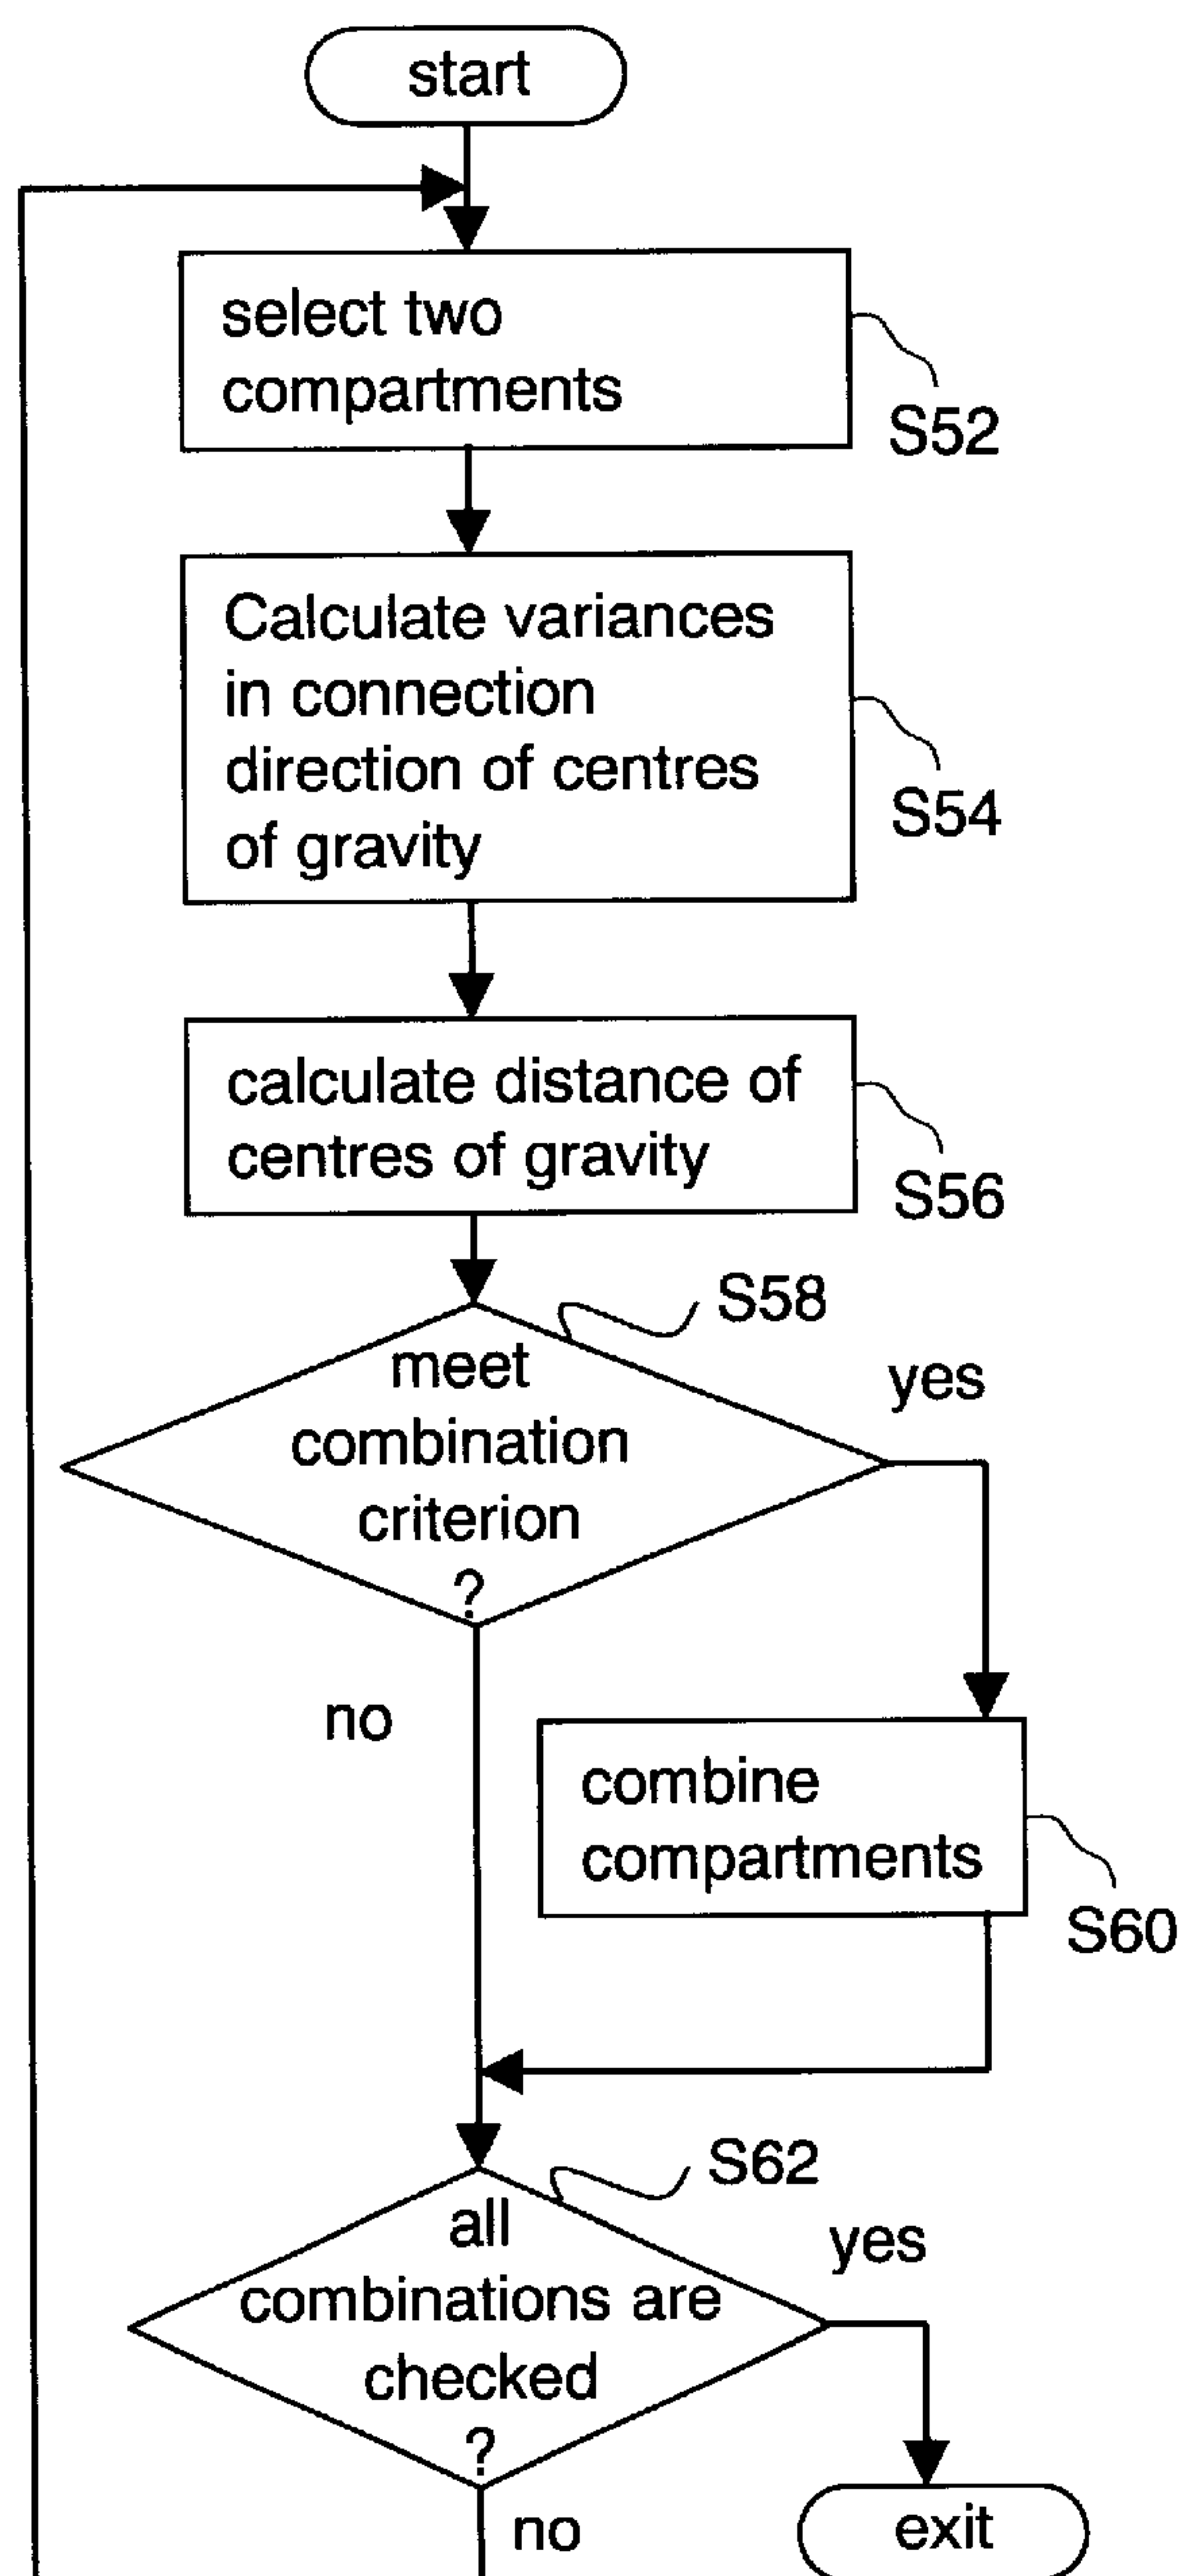 start
select two
compartments
S52
Calculate variances
in connection
direction of centres
of gravity
S54
calculate distance of
centres of gravity
S56
S58
meet
combination
criterion
?
yes
no
combine
compartments
S60
S62
all
combinations are
checked
?
yes
no
exit